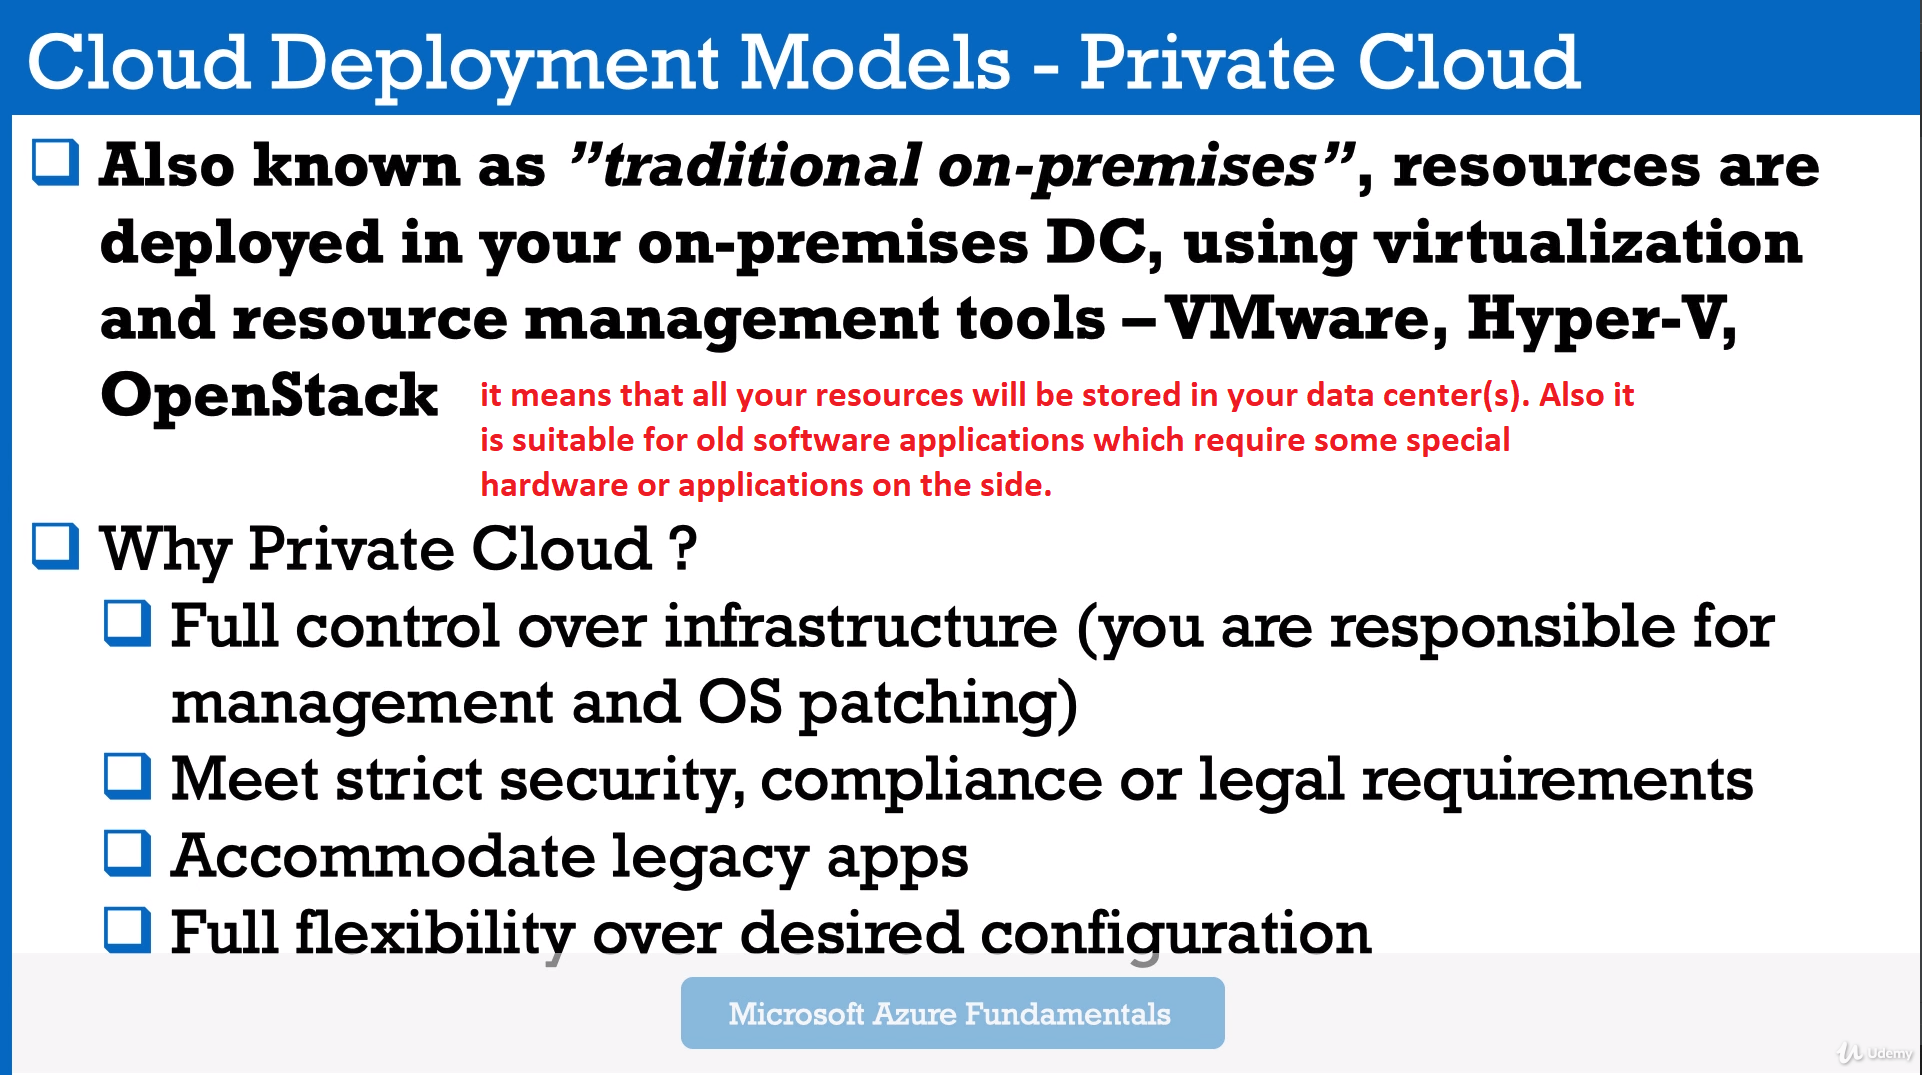 Cloud Deployment Models - Private Cloud
Also known as ”traditional on-premises”, resources are
deployed in your on-premises DC, using virtualization
and resource management tools – VMware, Hyper-V,
OpenStack
it means that all your resources will be stored in your data center(s). Also it
is suitable for old software applications which require some special
hardware or applications on the side.
Why Private Cloud ?
Full control over infrastructure (you are responsible for
management and OS patching)
Meet strict security, compliance or legal requirements
Accommodate legacy apps
Full flexibility over desired configuration
Microsoft Azure Fundamentals
Udemy